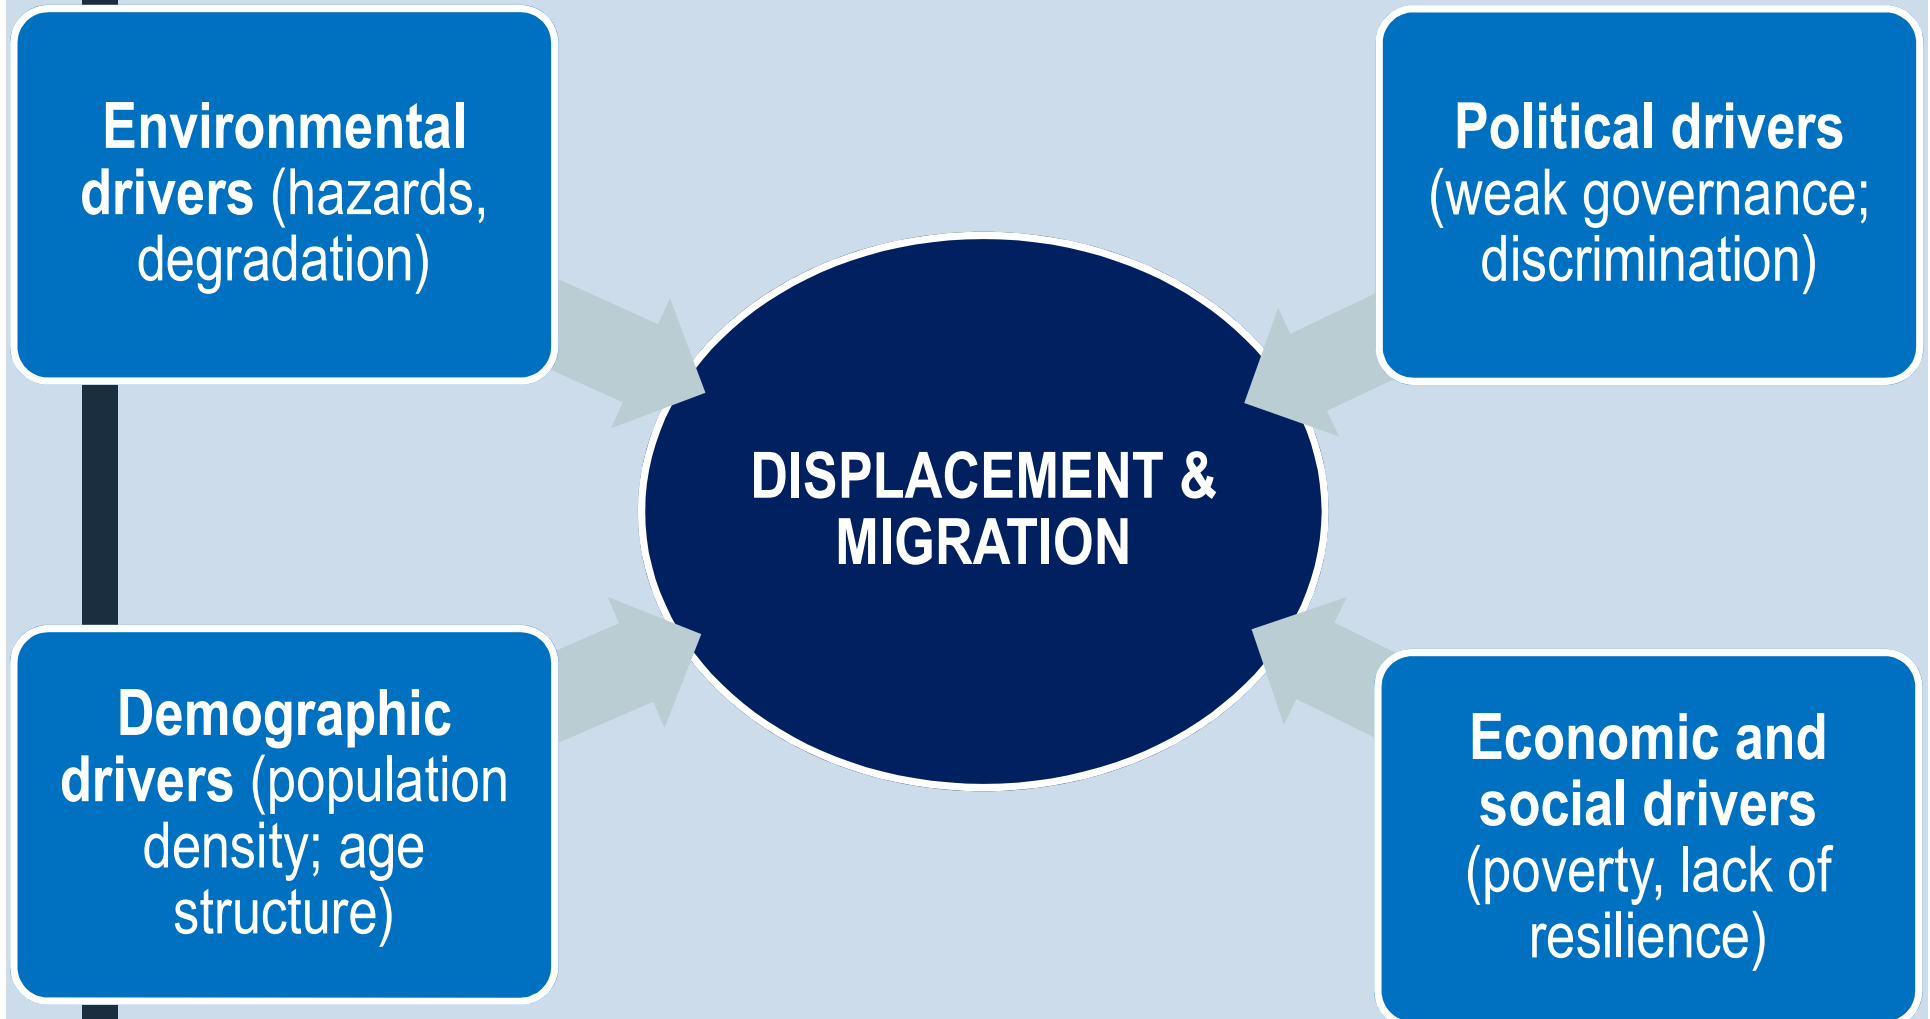 Environmental
drivers (hazards,
degradation)
Political drivers
(weak governance;
discrimination)
DISPLACEMENT &
MIGRATION
Demographic
drivers (population
density; age
structure)
Economic and
social drivers
(poverty, lack of
resilience)